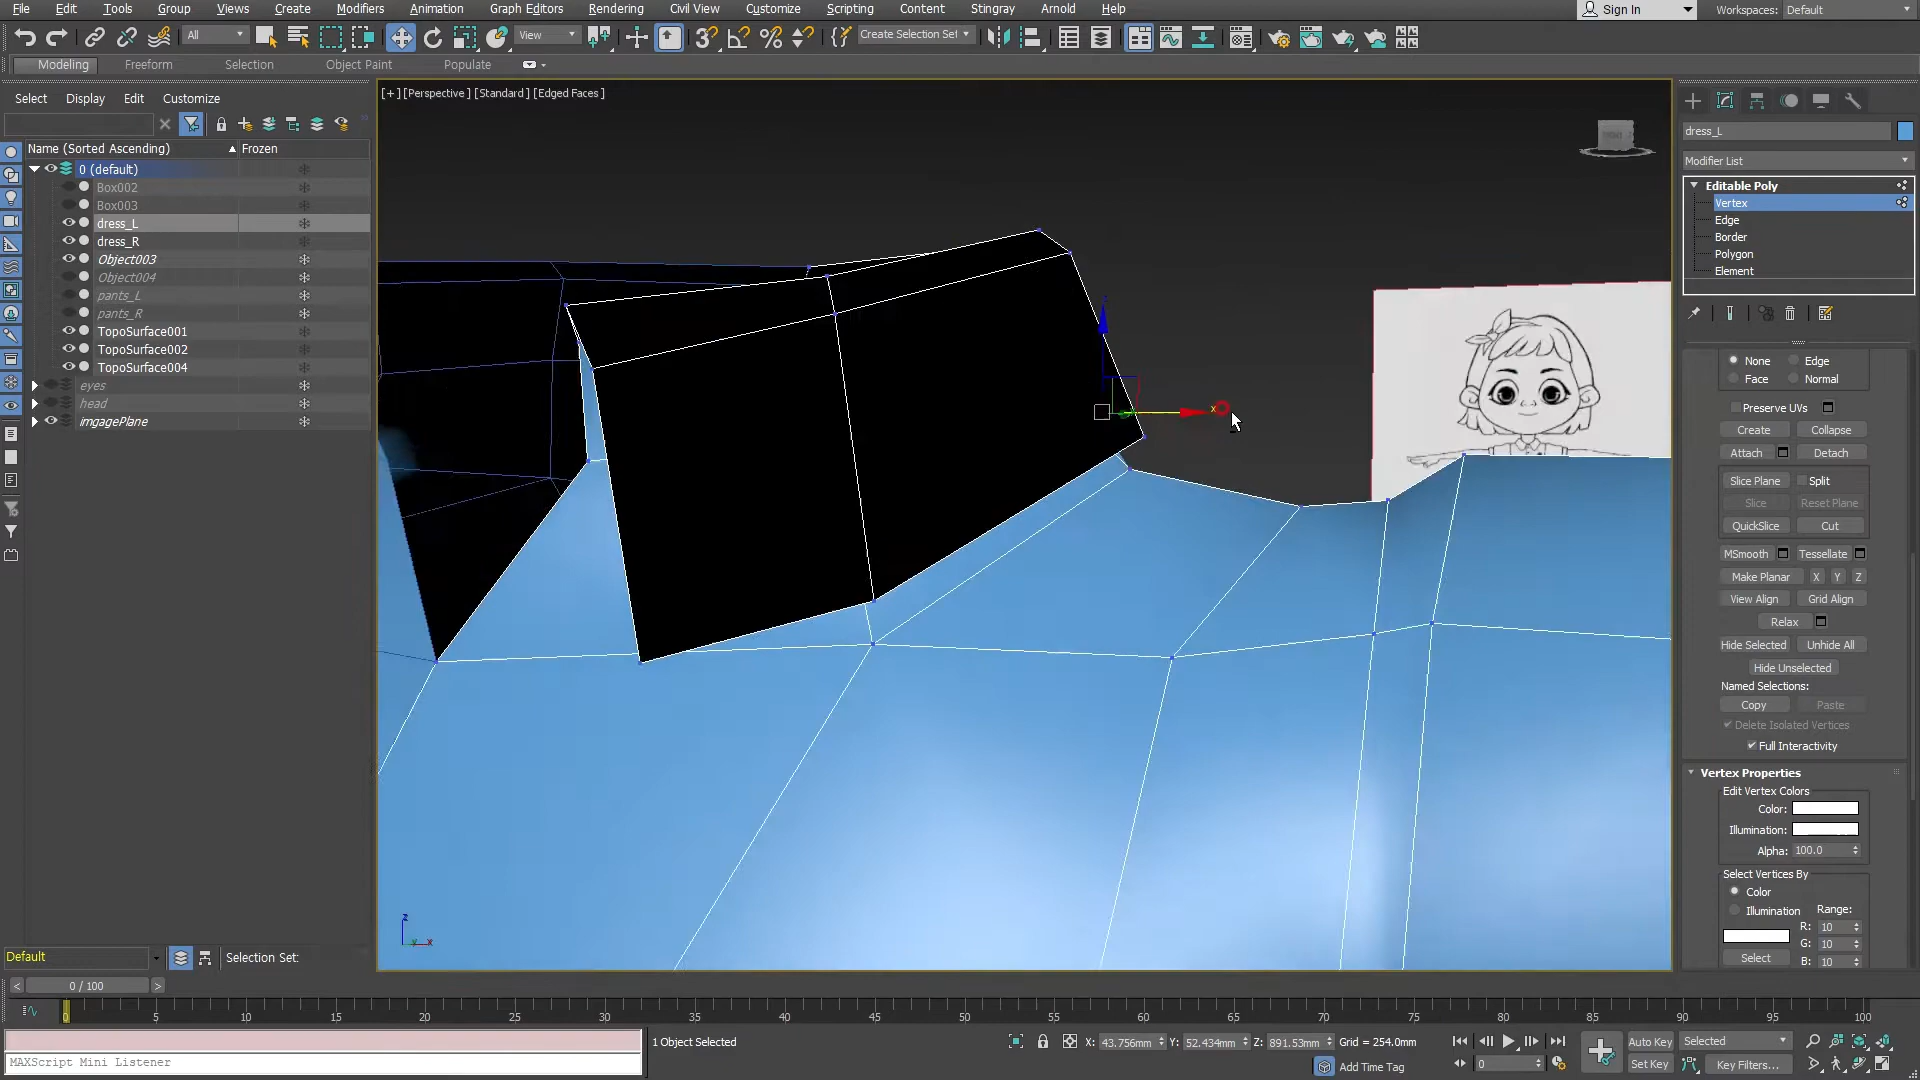 File Edit Tools Group Views Create Modifiers Animation Graph Editors Rendering Civil View Customize Scripting Content Stingray Arnold Help Sign In Workspaces: Default
All View Create Selection Set
Modeling Freeform Selection Object Paint Populate
Select Display Edit Customize
[+] [Perspective] [Standard] [Edged Faces]
Name (Sorted Ascending) Frozen
0 (default)
Box002
Box003
dress_L
dress_R
Object003
Object004
pants_L
pants_R
TopoSurface001
TopoSurface002
TopoSurface004
eyes
head
imgagePlane
x
z
x
dress_L
Modifier List
Editable Poly
Vertex
Edge
Border
Polygon
Element
None Edge
Face Normal
Preserve UVs
Create Collapse
Attach Detach
Slice Plane Split
Slice Reset Plane
QuickSlice Cut
MSmooth Tessellate
Make Planar X Y Z
View Align Grid Align
Relax
Hide Selected Unhide All
Hide Unselected
Named Selections:
Copy Paste
Delete Isolated Vertices
Full Interactivity
Vertex Properties
Edit Vertex Colors
Color:
Illumination:
Alpha: 100.0
Select Vertices By
Color
Illumination Range:
R: 10
G: 10
Select B: 10
Default Selection Set:
< 0 / 100 >
0 5 10 15 20 25 30 35 40 45 50 55 60 65 70 75 80 85 90 95 100
1 Object Selected X: 43.756mm Y: 52.434mm Z: 891.53mm Grid = 254.0mm Auto Key Selected
MAXScript Mini Listener Add Time Tag 0 Set Key Key Filters...